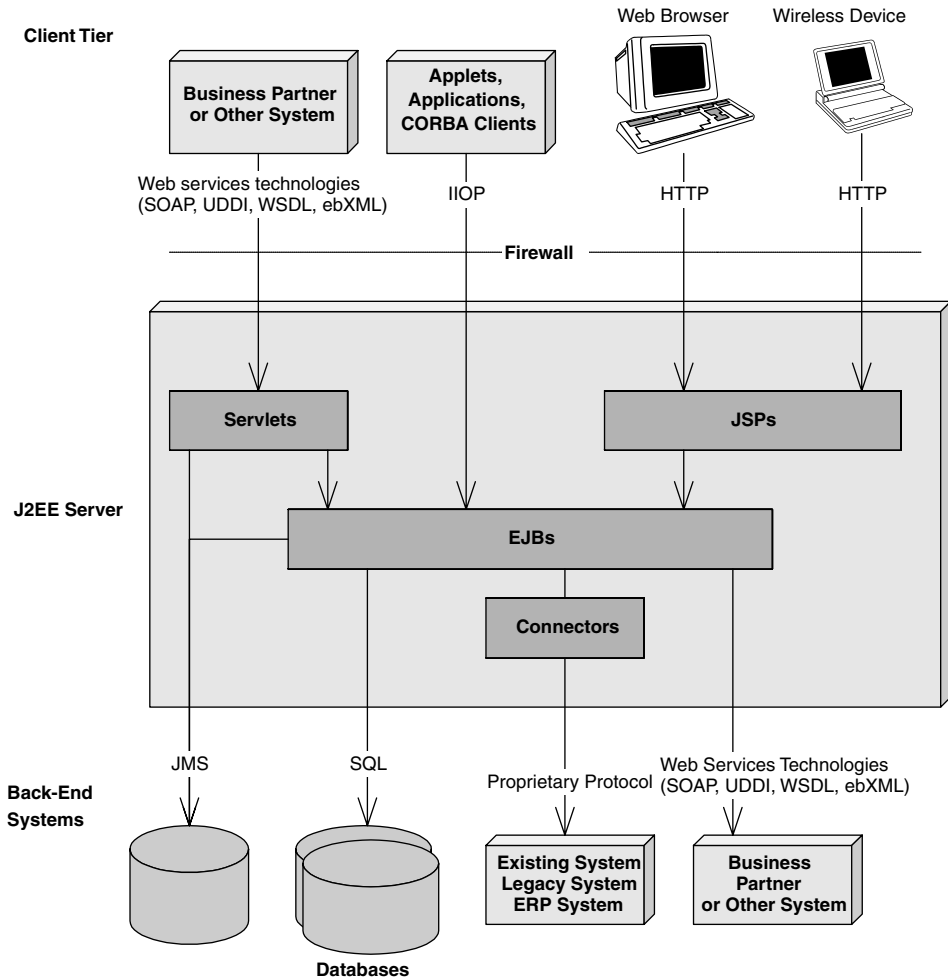 Web Browser
Wireless Device
Client Tier
Business Partner
or Other System
Applets,
Applications,
CORBA Clients
Web services technologies
(SOAP, UDDI, WSDL, ebXML)
IIOP
HTTP
HTTP
Firewall
Servlets
JSPs
J2EE Server
EJBs
Connectors
JMS
SQL
Proprietary Protocol
Web Services Technologies
(SOAP, UDDI, WSDL, ebXML)
Back-End
Systems
Existing System
Legacy System
ERP System
Business
Partner
or Other System
Databases